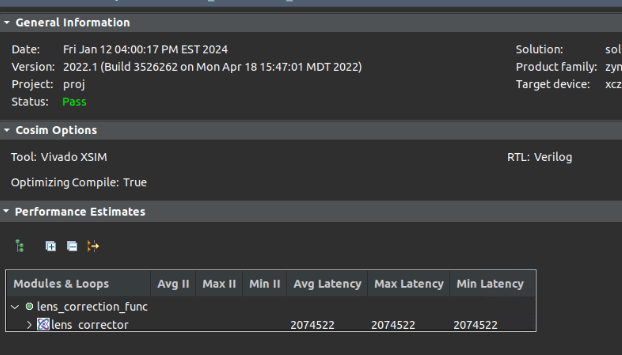 General Information
Date: Fri Jan 12 04:00:17 PM EST 2024 Solution: sol
Version: 2022.1 (Build 3526262 on Mon Apr 18 15:47:01 MDT 2022) Product family: zyn
Project: proj Target device: xcz
Status: Pass
Cosim Options
Tool: Vivado XSIM RTL: Verilog
Optimizing Compile: True
Performance Estimates
Modules & Loops Avg II Max II Min II Avg Latency Max Latency Min Latency
lens_correction_func
lens_corrector 2074522 2074522 2074522